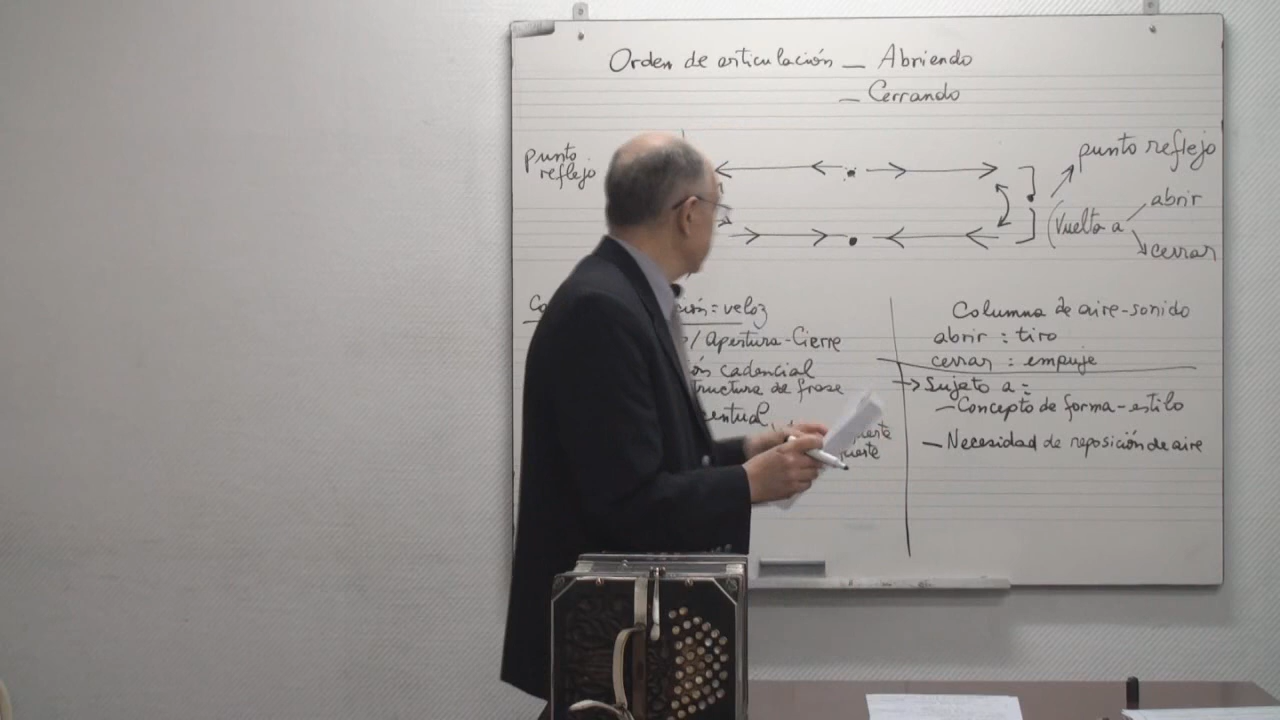 Orden de articulación – Abriendo
– Cerrando
punto
reflejo
punto reflejo
(Vuelta a
abrir
cerrar
: veloz
/ Apertura-Cierre
cadencial
de frase
Columna de aire-sonido
abrir : tiro
cerrar : empuje
→ Sujeto a :
– Concepto de forma-estilo
– Necesidad de reposición de aire